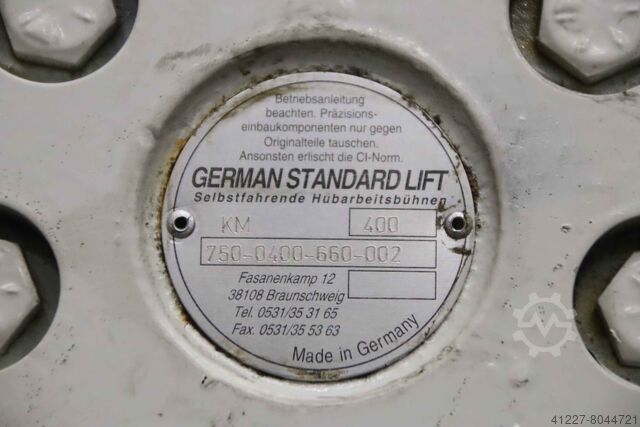 Betriebsanleitung
beachten. Präzisions-
einbaukomponenten nur gegen
Originalteile tauschen.
Ansonsten erlischt die CI-Norm.
GERMAN STANDARD LIFT
Selbstfahrende Hubarbeitsbühnen
KM 400
750-0400-660-002
Fasanenkamp 12
38108 Braunschweig
Tel. 0531/35 31 65
Fax. 0531/35 53 63
Made in Germany
41227-8044721